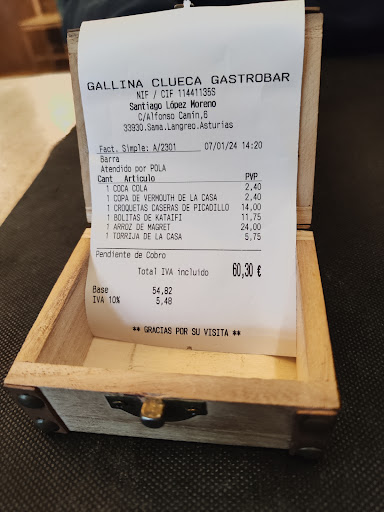 GALLINA CLUECA GASTROBAR
NIF / CIF 11441135S
Santiago López Moreno
C/Alfonso Camín,6
33930.Sama.Langreo.Asturias
Fact. Simple: A/2301 07/01/24 14:20
Barra
Atendido por POLA
Cant Artículo PVP
1 COCA COLA 2,40
1 COPA DE VERMOUTH DE LA CASA 2,40
1 CROQUETAS CASERAS DE PICADILLO 14,00
1 BOLITAS DE KATAIFI 11,75
1 ARROZ DE MAGRET 24,00
1 TORRIJA DE LA CASA 5,75
Pendiente de Cobro
Total IVA incluido 60,30 €
Base 54,82
IVA 10% 5,48
** GRACIAS POR SU VISITA **